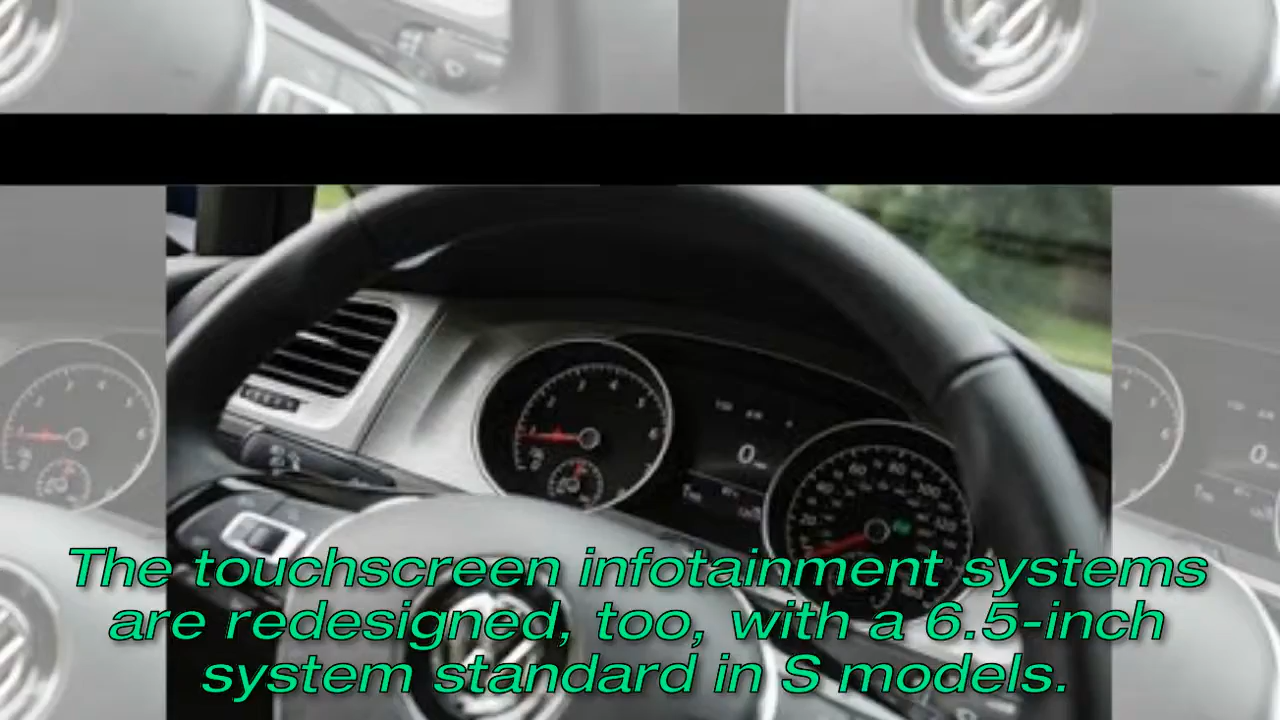 The touchscreen infotainment systems
are redesigned, too, with a 6.5-inch
system standard in S models.